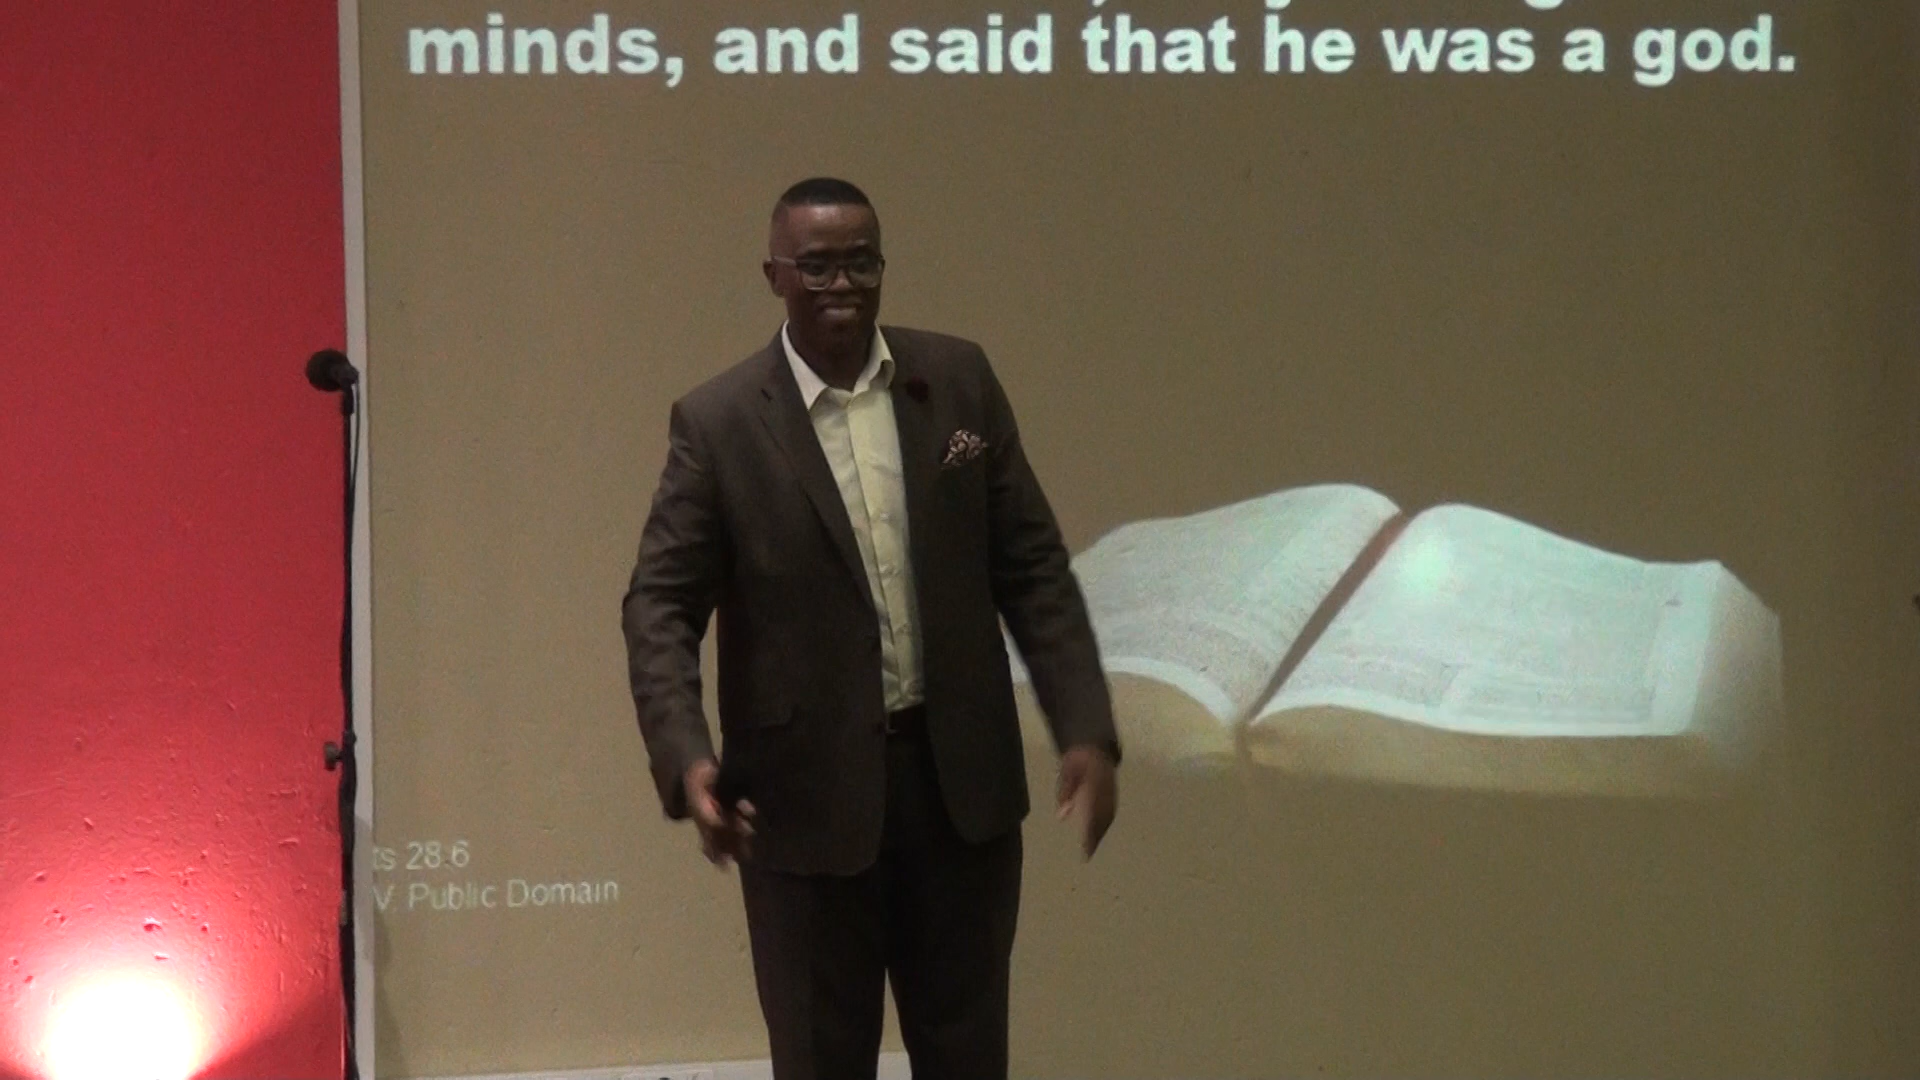 minds, and said that he was a god.
ts 28:6
V, Public Domain